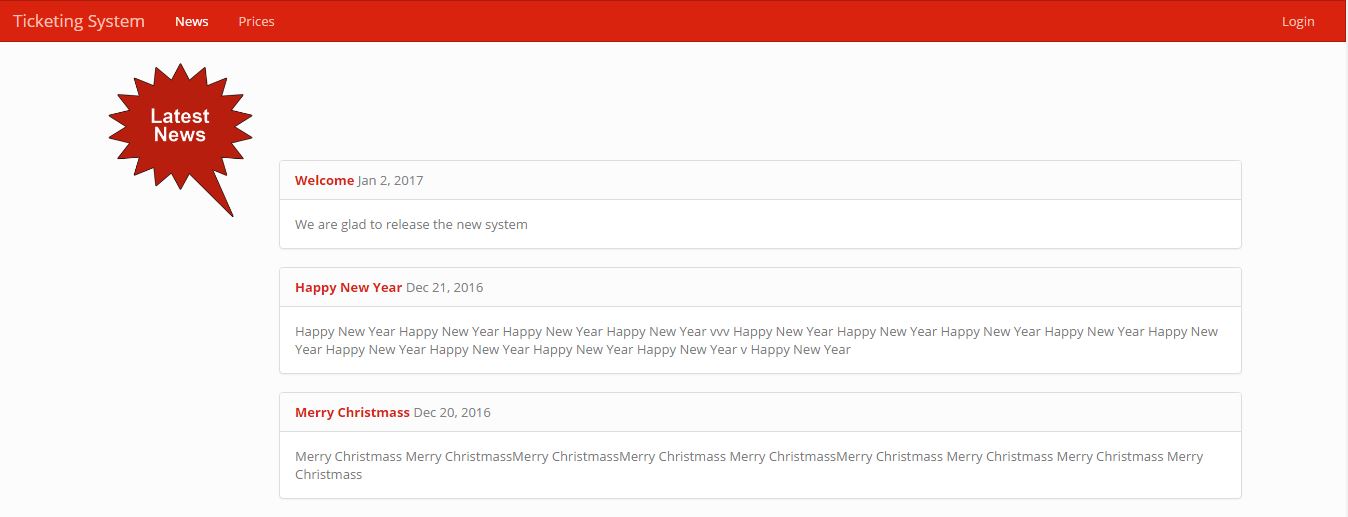 Ticketing System News Prices Login
Latest
News
Welcome Jan 2, 2017
We are glad to release the new system
Happy New Year Dec 21, 2016
Happy New Year Happy New Year Happy New Year Happy New Year vvv Happy New Year Happy New Year Happy New Year Happy New Year Happy New
Year Happy New Year Happy New Year Happy New Year Happy New Year v Happy New Year
Merry Christmass Dec 20, 2016
Merry Christmass Merry ChristmassMerry ChristmassMerry Christmass Merry ChristmassMerry Christmass Merry Christmass Merry Christmass Merry
Christmass